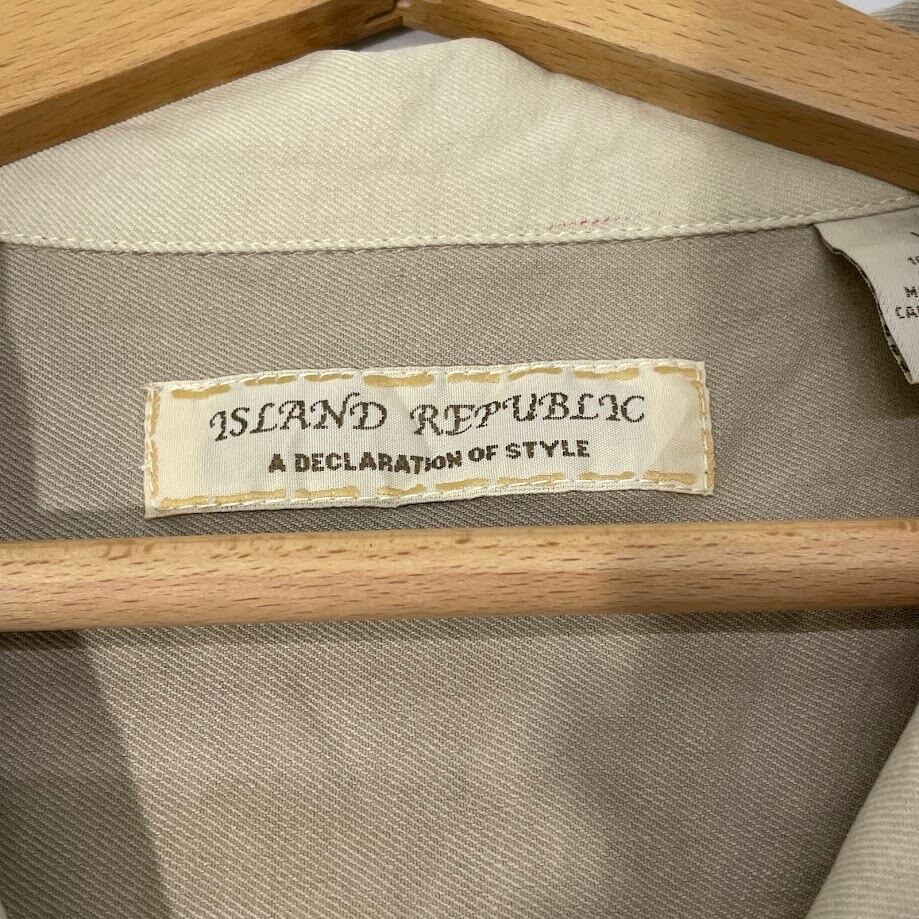 ISLAND REPUBLIC
A DECLARATION OF STYLE